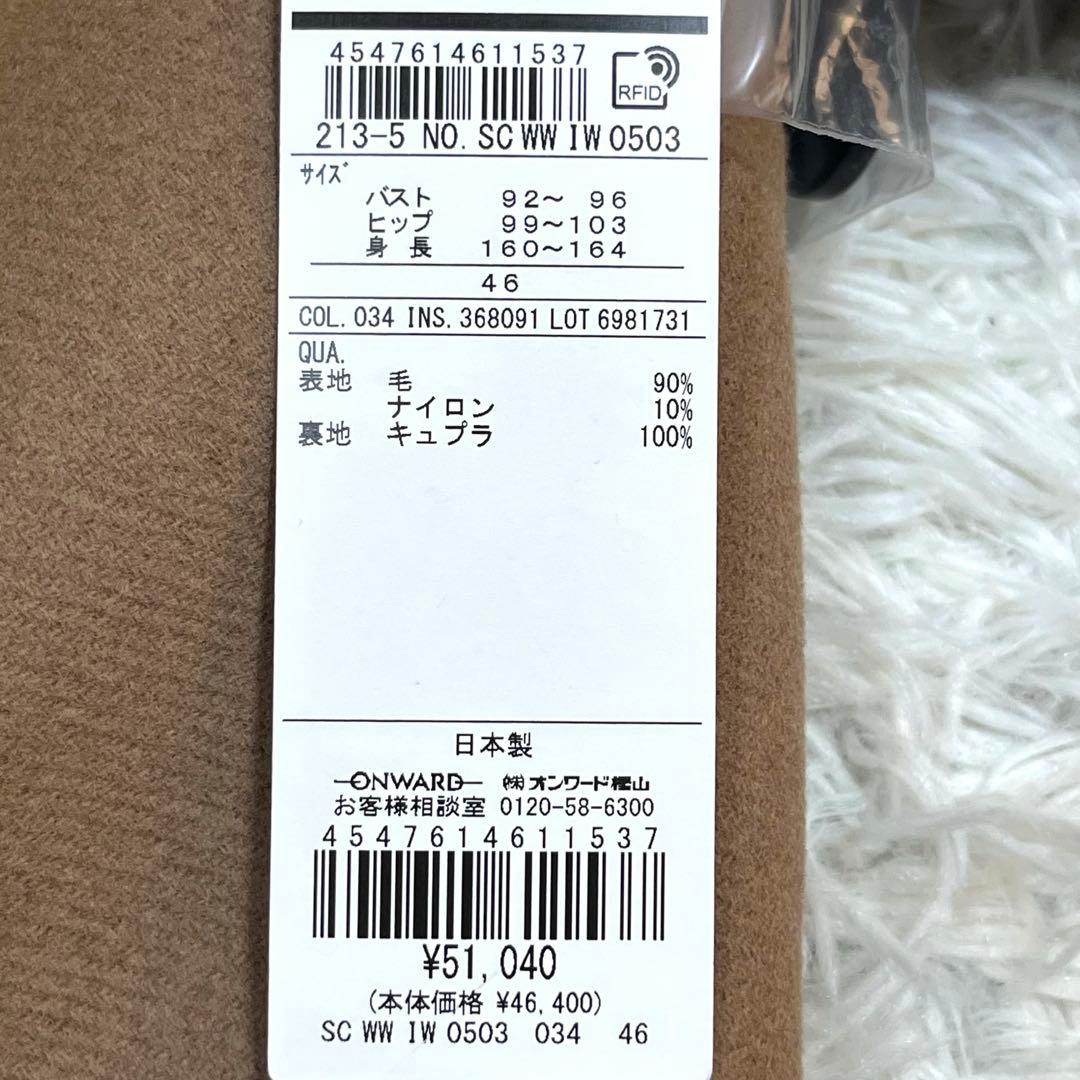 4547614611537
RFID
213-5 NO. SC WW IW 0503
サイズ
バスト 92～ 96
ヒップ 99～103
身長 160～164
46
COL. 034 INS. 368091 LOT 6981731
QUA.
表地 毛 90%
ナイロン 10%
裏地 キュプラ 100%
日本製
ONWARD ㈱オンワード樫山
お客様相談室 0120-58-6300
4547614611537
¥51,040
(本体価格 ¥46,400)
SC WW IW 0503 034 46